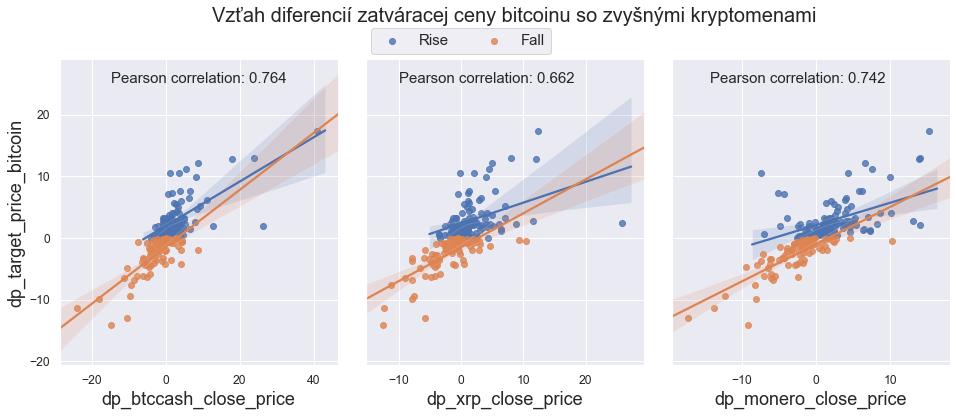 Vzťah diferencií zatváracej ceny bitcoinu so zvyšnými kryptomenami
Rise Fall
Pearson correlation: 0.764
Pearson correlation: 0.662
Pearson correlation: 0.742
dp_target_price_bitcoin
20
10
0
−10
−20
−20 0 20 40
−10 0 10 20
−10 0 10
dp_btccash_close_price
dp_xrp_close_price
dp_monero_close_price